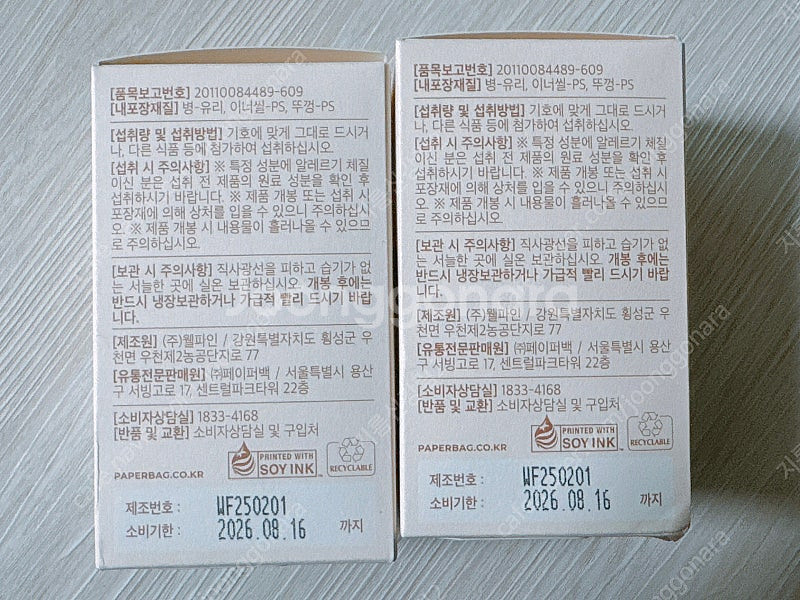 [품목보고번호] 20110084489-609
[내포장재질] 병-유리, 이너씰-PS, 뚜껑-PS
[섭취량 및 섭취방법] 기호에 맞게 그대로 드시거
나, 다른 식품 등에 첨가하여 섭취하십시오.
[섭취 시 주의사항] ※ 특정 성분에 알레르기 체질
이신 분은 섭취 전 제품의 원료 성분을 확인 후
섭취하시기 바랍니다. ※ 제품 개봉 또는 섭취 시
포장재에 의해 상처를 입을 수 있으니 주의하십시
오. ※ 제품 개봉 시 내용물이 흘러나올 수 있으므
로 주의하십시오.
[보관 시 주의사항] 직사광선을 피하고 습기가 없
는 서늘한 곳에 실온 보관하십시오. 개봉 후에는
반드시 냉장보관하거나 가급적 빨리 드시기 바랍
니다.
[제조원] (주)웰파인 / 강원특별자치도 횡성군 우
천면 우천제2농공단지로 77
[유통전문판매원] ㈜페이퍼백 / 서울특별시 용산
구 서빙고로 17, 센트럴파크타워 22층
[소비자상담실] 1833-4168
[반품 및 교환] 소비자상담실 및 구입처
PAPERBAG.CO.KR
PRINTED WITH
SOY INK
RECYCLABLE
제조번호 : WF250201
소비기한 : 2026.08.16 까지
[품목보고번호] 20110084489-609
[내포장재질] 병-유리, 이너씰-PS, 뚜껑-PS
[섭취량 및 섭취방법] 기호에 맞게 그대로 드시거
나, 다른 식품 등에 첨가하여 섭취하십시오.
[섭취 시 주의사항] ※ 특정 성분에 알레르기 체질
이신 분은 섭취 전 제품의 원료 성분을 확인 후
섭취하시기 바랍니다. ※ 제품 개봉 또는 섭취 시
포장재에 의해 상처를 입을 수 있으니 주의하십시
오. ※ 제품 개봉 시 내용물이 흘러나올 수 있으므
로 주의하십시오.
[보관 시 주의사항] 직사광선을 피하고 습기가 없
는 서늘한 곳에 실온 보관하십시오. 개봉 후에는
반드시 냉장보관하거나 가급적 빨리 드시기 바랍
니다.
[제조원] (주)웰파인 / 강원특별자치도 횡성군 우
천면 우천제2농공단지로 77
[유통전문판매원] ㈜페이퍼백 / 서울특별시 용산
구 서빙고로 17, 센트럴파크타워 22층
[소비자상담실] 1833-4168
[반품 및 교환] 소비자상담실 및 구입처
PAPERBAG.CO.KR
PRINTED WITH
SOY INK
RECYCLABLE
제조번호 : WF250201
소비기한 : 2026.08.16 까지
joonggonara